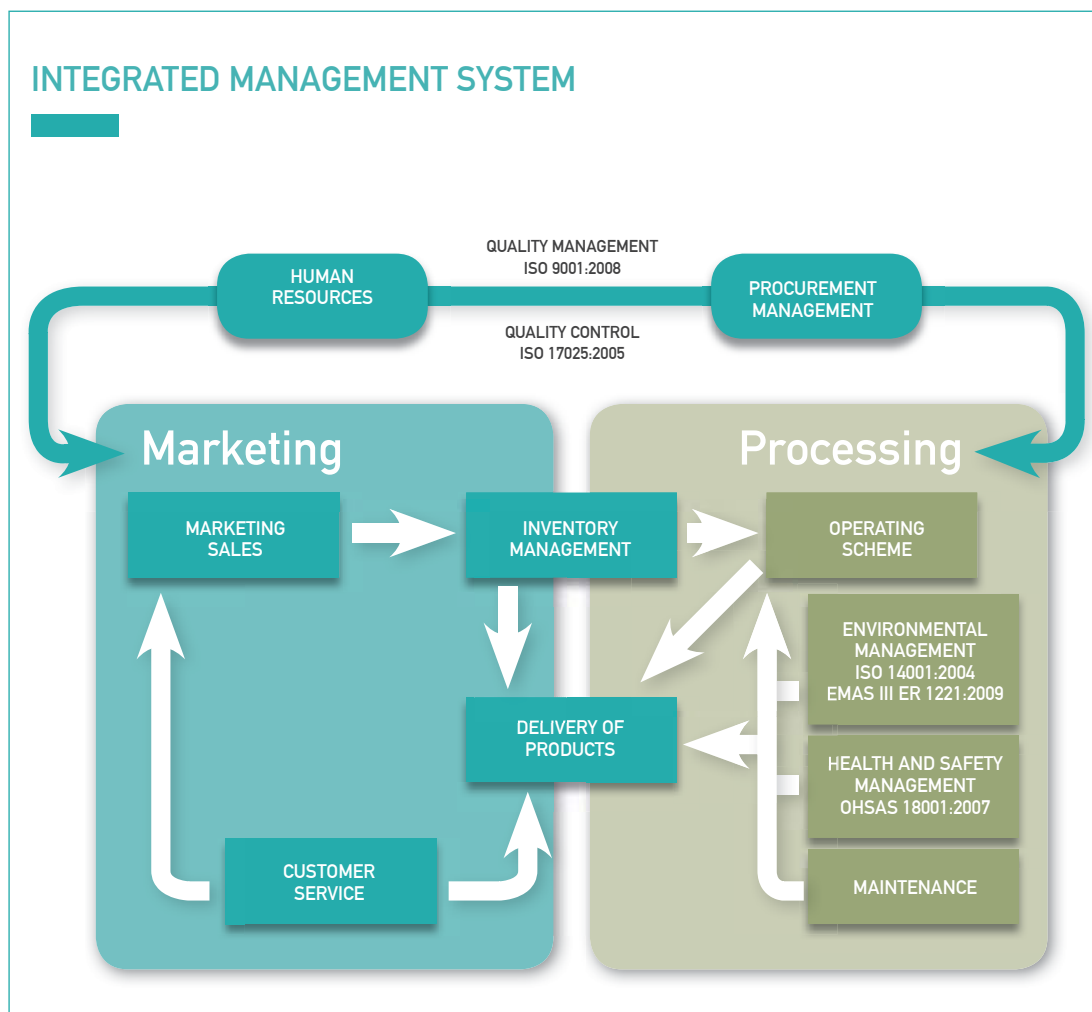 INTEGRATED MANAGEMENT SYSTEM
QUALITY MANAGEMENT
ISO 9001:2008
HUMAN
RESOURCES
PROCUREMENT
MANAGEMENT
QUALITY CONTROL
ISO 17025:2005
Marketing
Processing
MARKETING
SALES
INVENTORY
MANAGEMENT
OPERATING
SCHEME
ENVIRONMENTAL
MANAGEMENT
ISO 14001:2004
EMAS III ER 1221:2009
DELIVERY OF
PRODUCTS
HEALTH AND SAFETY
MANAGEMENT
OHSAS 18001:2007
CUSTOMER
SERVICE
MAINTENANCE